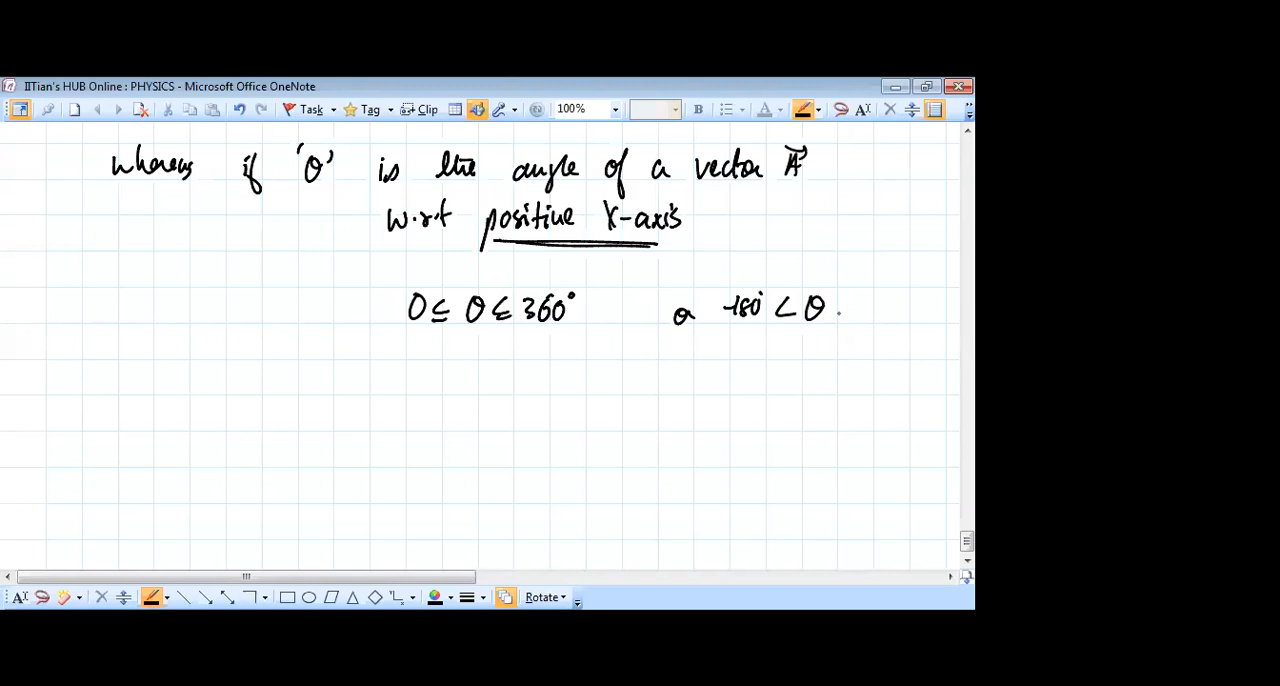 IITian's HUB Online : PHYSICS - Microsoft Office OneNote
Task Tag Clip 100% B A A
whereas if 'θ' is the angle of a vector A⃗
w.r.t positive X-axis
0 ≤ θ ≤ 360° or -180° < θ
A Rotate